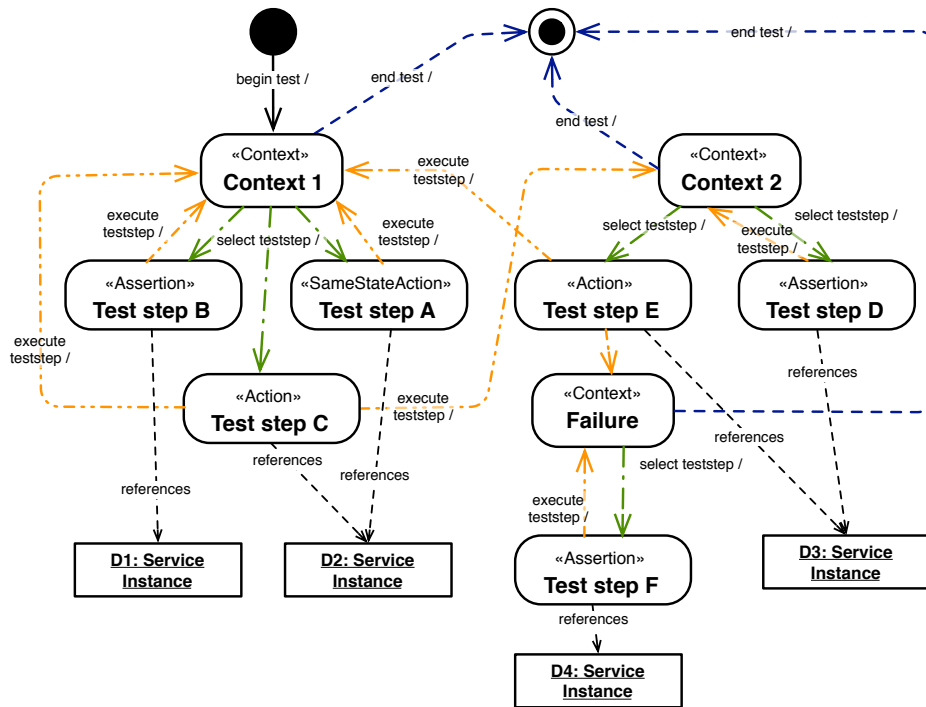 begin test /
end test /
end test /
end test /
«Context»
Context 1
execute
teststep /
«Context»
Context 2
execute
teststep /
select teststep /
execute
teststep /
select teststep /
select teststep /
execute
teststep /
«Assertion»
Test step B
«SameStateAction»
Test step A
«Action»
Test step E
«Assertion»
Test step D
execute
teststep /
«Action»
Test step C
execute
teststep /
references
«Context»
Failure
references
references
references
select teststep /
references
execute
teststep /
D1: Service
Instance
D2: Service
Instance
«Assertion»
Test step F
D3: Service
Instance
references
D4: Service
Instance